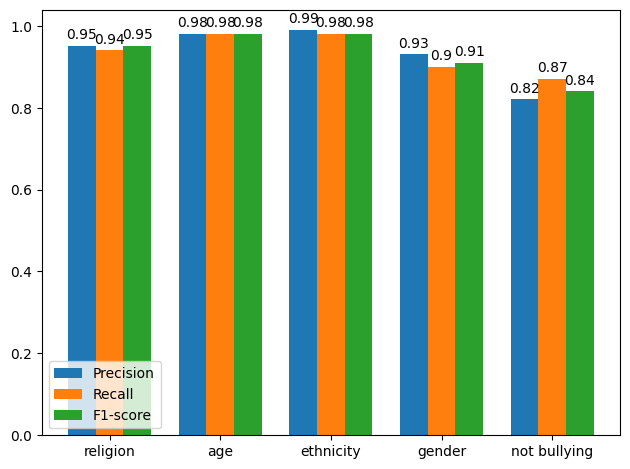 0.95 0.94 0.95 0.98 0.98 0.98 0.99 0.98 0.98 0.93 0.9 0.91 0.82 0.87 0.84
1.0
0.8
0.6
0.4
0.2
0.0
Precision
Recall
F1-score
religion age ethnicity gender not bullying